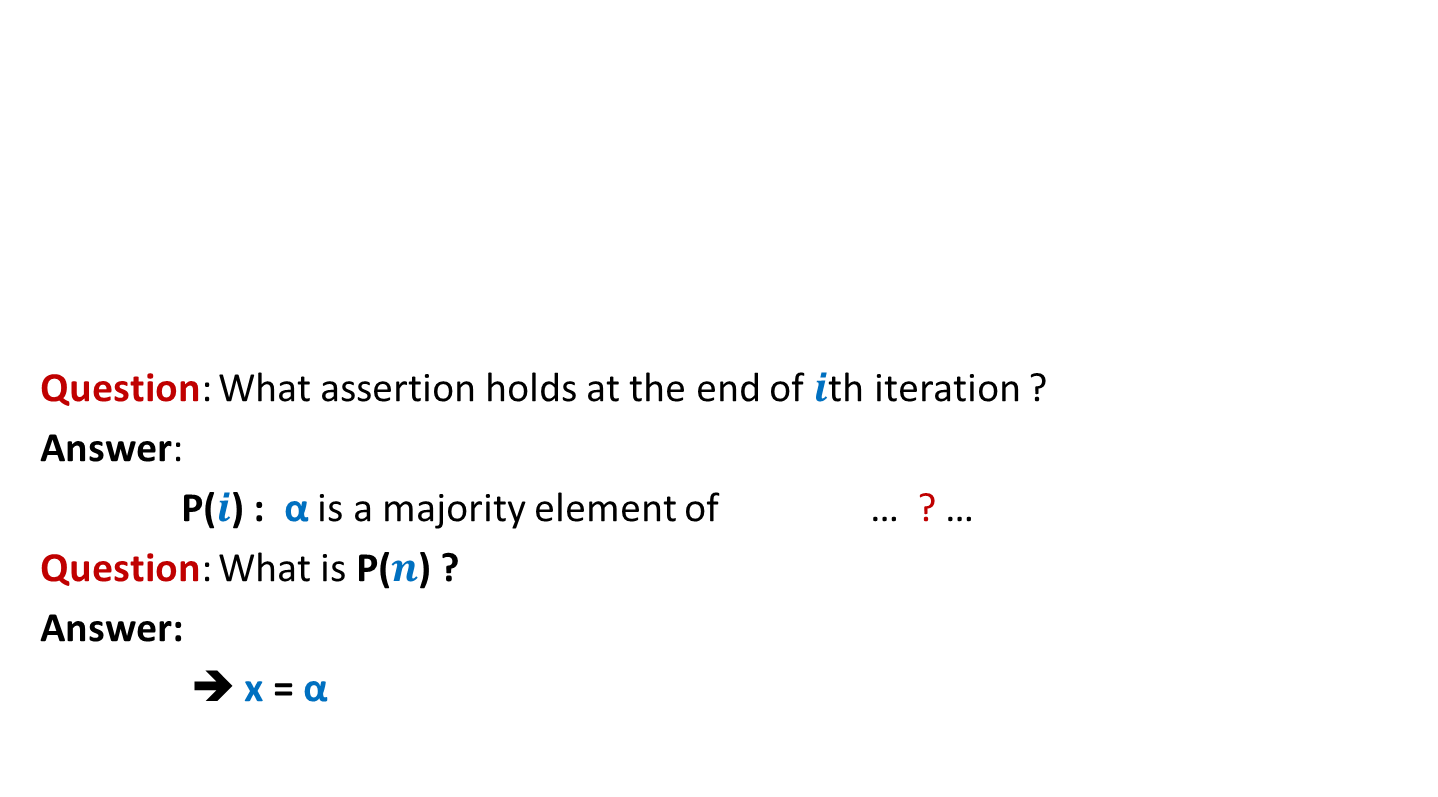 Question: What assertion holds at the end of ith iteration ?
Answer:
P(i) : α is a majority element of ... ? ...
Question: What is P(n) ?
Answer:
➔ x = α